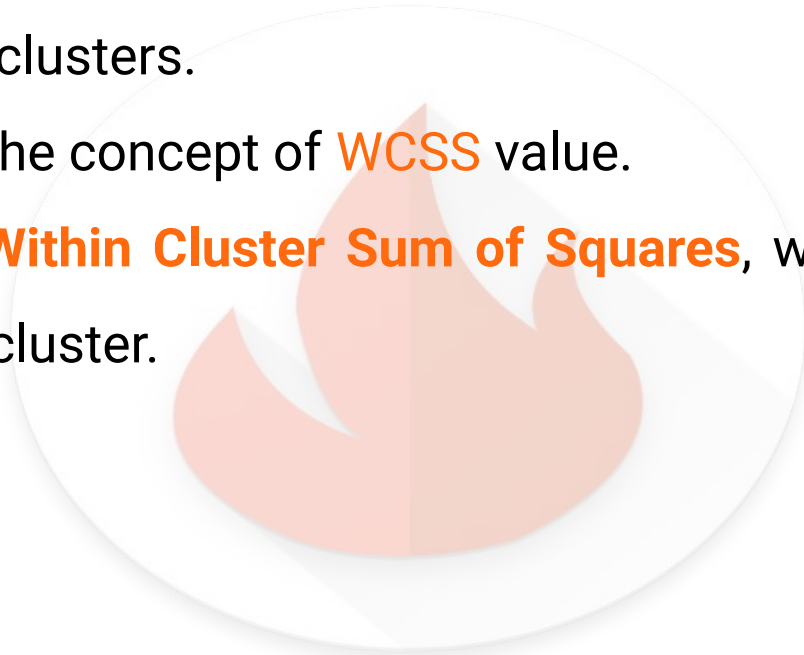 clusters.
he concept of WCSS value.
Within Cluster Sum of Squares, w
cluster.